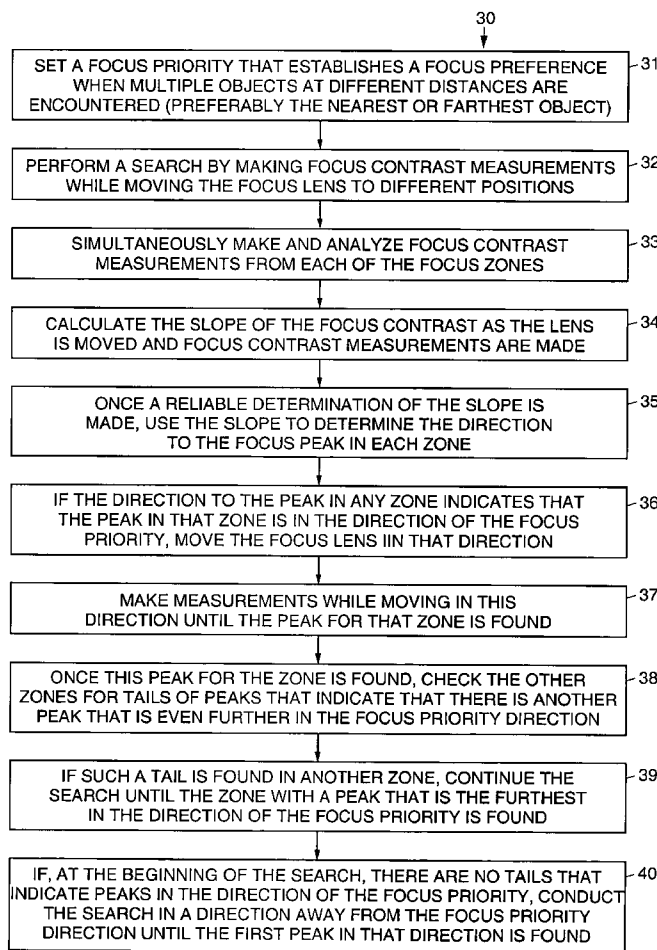 30
SET A FOCUS PRIORITY THAT ESTABLISHES A FOCUS PREFERENCE
WHEN MULTIPLE OBJECTS AT DIFFERENT DISTANCES ARE
ENCOUNTERED (PREFERABLY THE NEAREST OR FARTHEST OBJECT)
31
PERFORM A SEARCH BY MAKING FOCUS CONTRAST MEASUREMENTS
WHILE MOVING THE FOCUS LENS TO DIFFERENT POSITIONS
32
SIMULTANEOUSLY MAKE AND ANALYZE FOCUS CONTRAST
MEASUREMENTS FROM EACH OF THE FOCUS ZONES
33
CALCULATE THE SLOPE OF THE FOCUS CONTRAST AS THE LENS
IS MOVED AND FOCUS CONTRAST MEASUREMENTS ARE MADE
34
ONCE A RELIABLE DETERMINATION OF THE SLOPE IS
MADE, USE THE SLOPE TO DETERMINE THE DIRECTION
TO THE FOCUS PEAK IN EACH ZONE
35
IF THE DIRECTION TO THE PEAK IN ANY ZONE INDICATES THAT
THE PEAK IN THAT ZONE IS IN THE DIRECTION OF THE FOCUS
PRIORITY, MOVE THE FOCUS LENS IIN THAT DIRECTION
36
MAKE MEASUREMENTS WHILE MOVING IN THIS
DIRECTION UNTIL THE PEAK FOR THAT ZONE IS FOUND
37
ONCE THIS PEAK FOR THE ZONE IS FOUND, CHECK THE OTHER
ZONES FOR TAILS OF PEAKS THAT INDICATE THAT THERE IS ANOTHER
PEAK THAT IS EVEN FURTHER IN THE FOCUS PRIORITY DIRECTION
38
IF SUCH A TAIL IS FOUND IN ANOTHER ZONE, CONTINUE THE
SEARCH UNTIL THE ZONE WITH A PEAK THAT IS THE FURTHEST
IN THE DIRECTION OF THE FOCUS PRIORITY IS FOUND
39
IF, AT THE BEGINNING OF THE SEARCH, THERE ARE NO TAILS THAT
INDICATE PEAKS IN THE DIRECTION OF THE FOCUS PRIORITY, CONDUCT
THE SEARCH IN A DIRECTION AWAY FROM THE FOCUS PRIORITY
DIRECTION UNTIL THE FIRST PEAK IN THAT DIRECTION IS FOUND
40